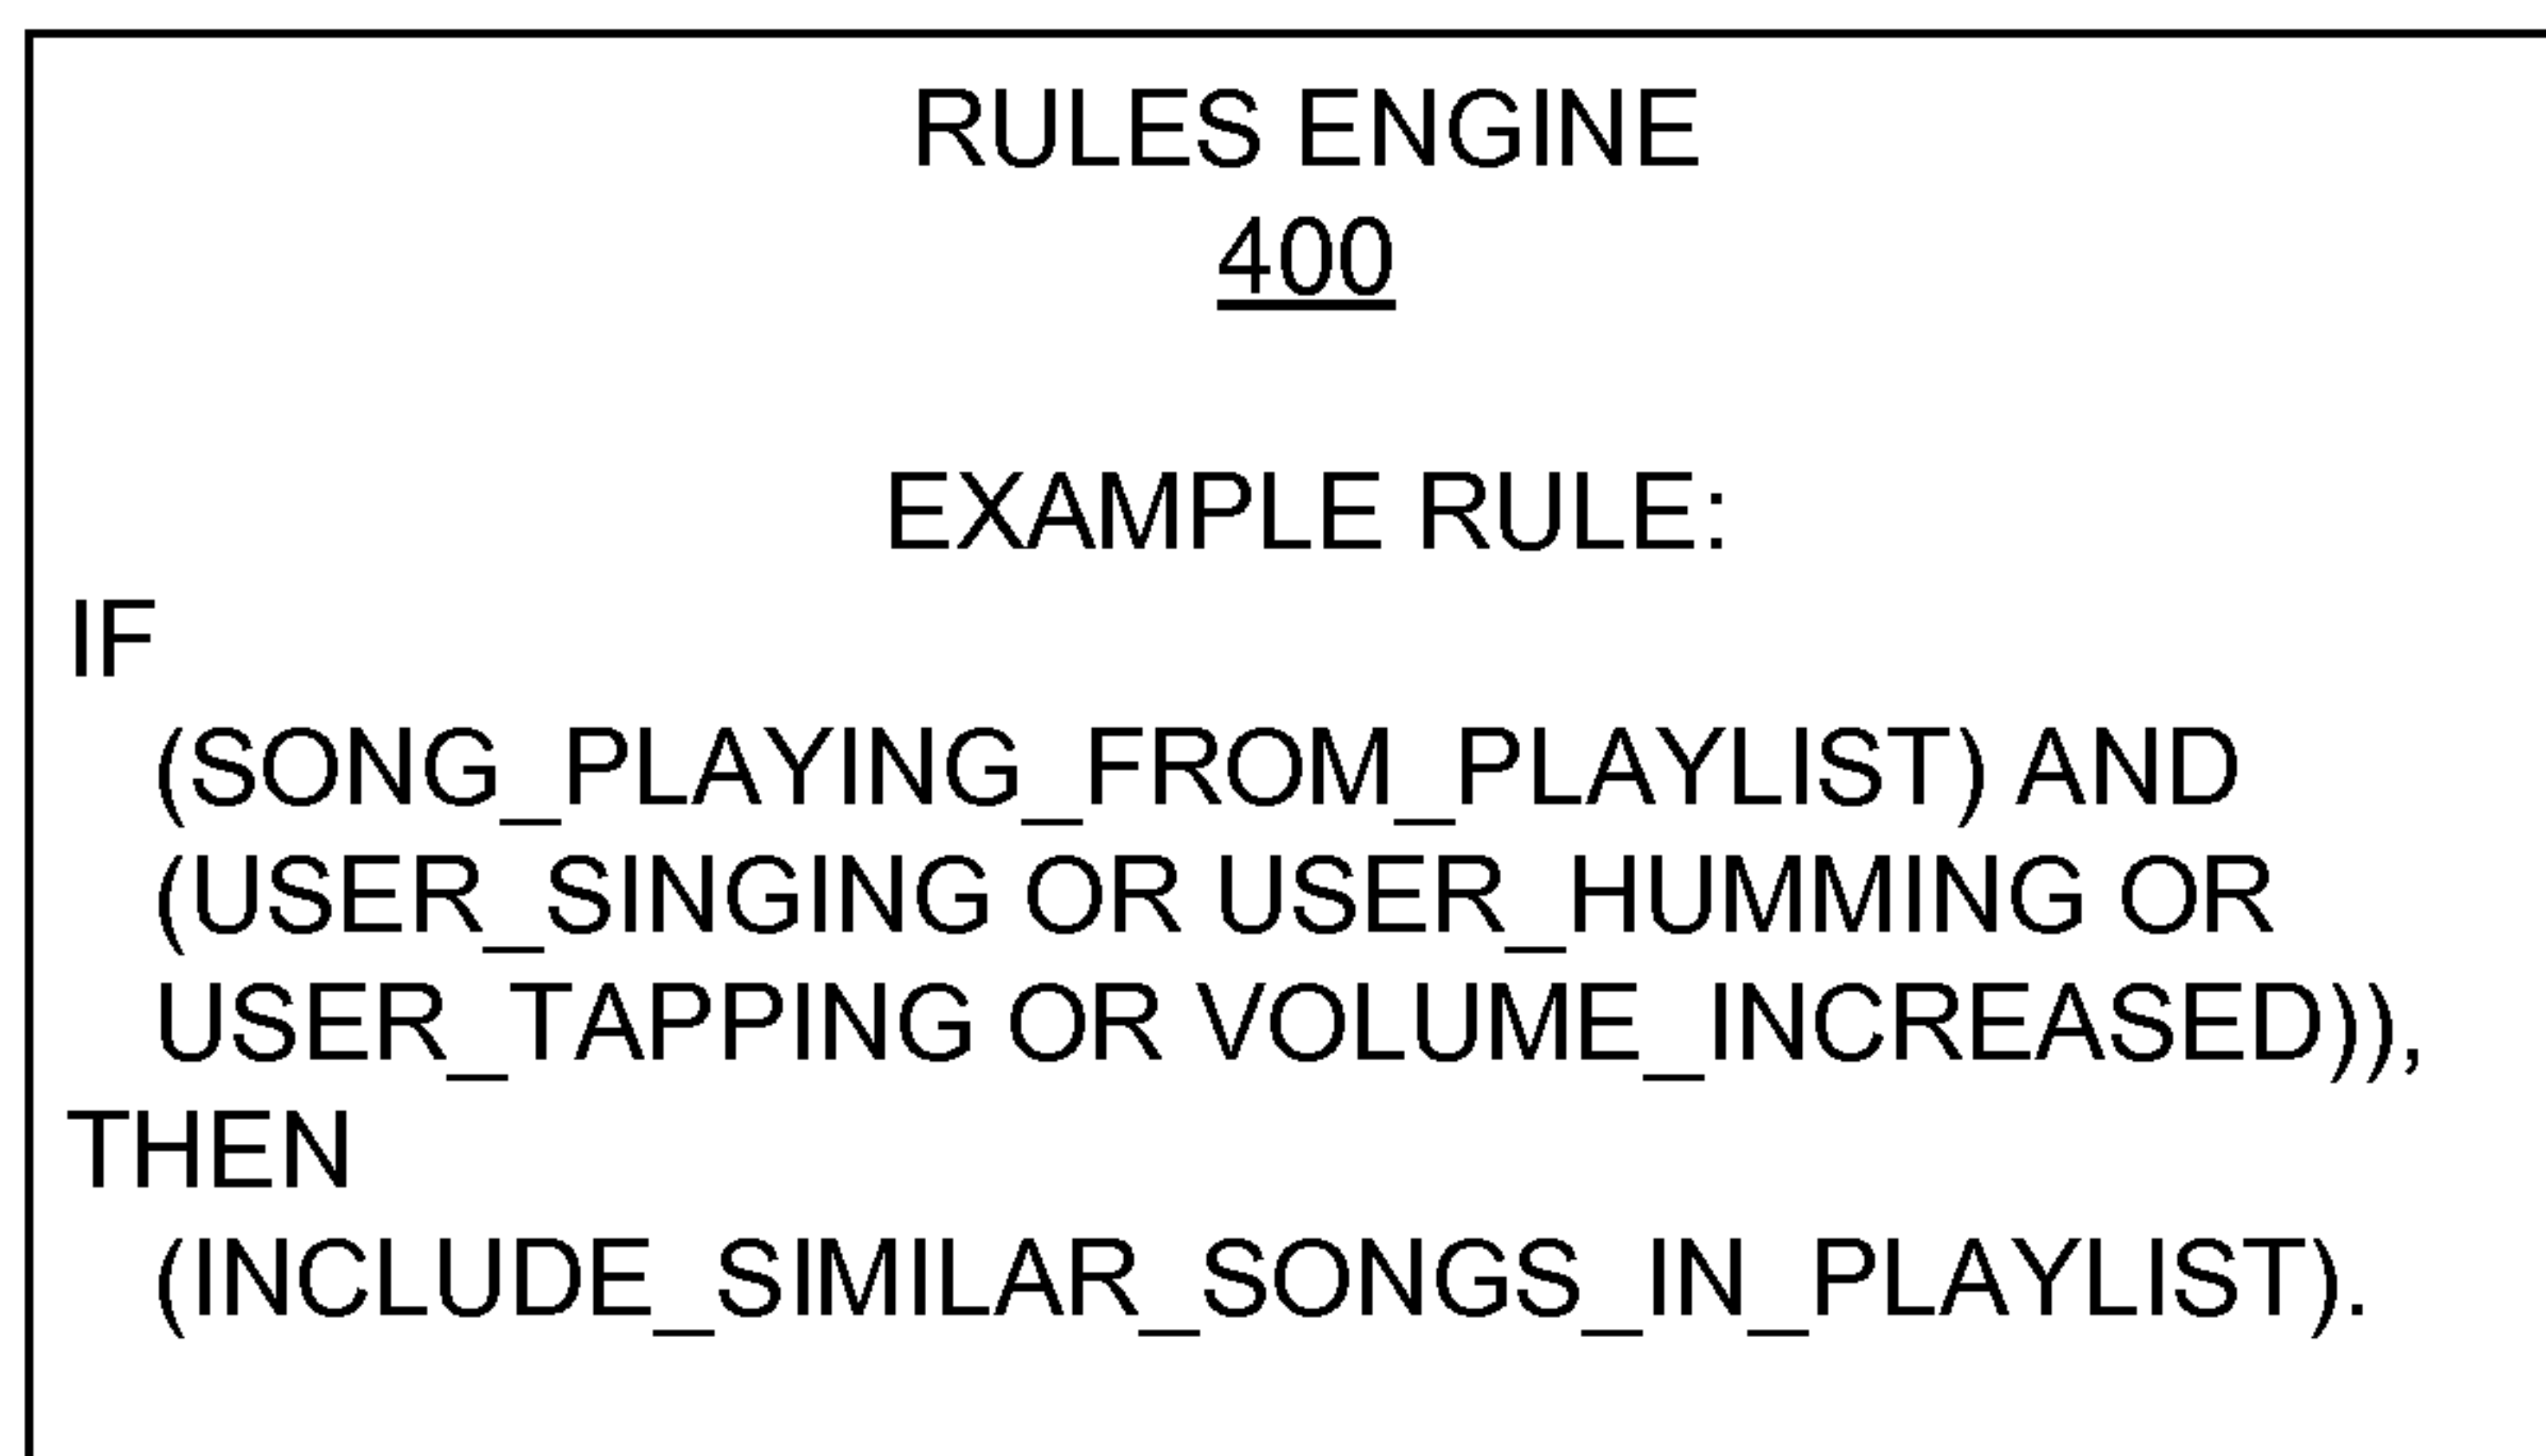 RULES ENGINE
400
EXAMPLE RULE:
IF
(SONG_PLAYING_FROM_PLAYLIST) AND
(USER_SINGING OR USER_HUMMING OR
USER_TAPPING OR VOLUME_INCREASED)),
THEN
(INCLUDE_SIMILAR_SONGS_IN_PLAYLIST).